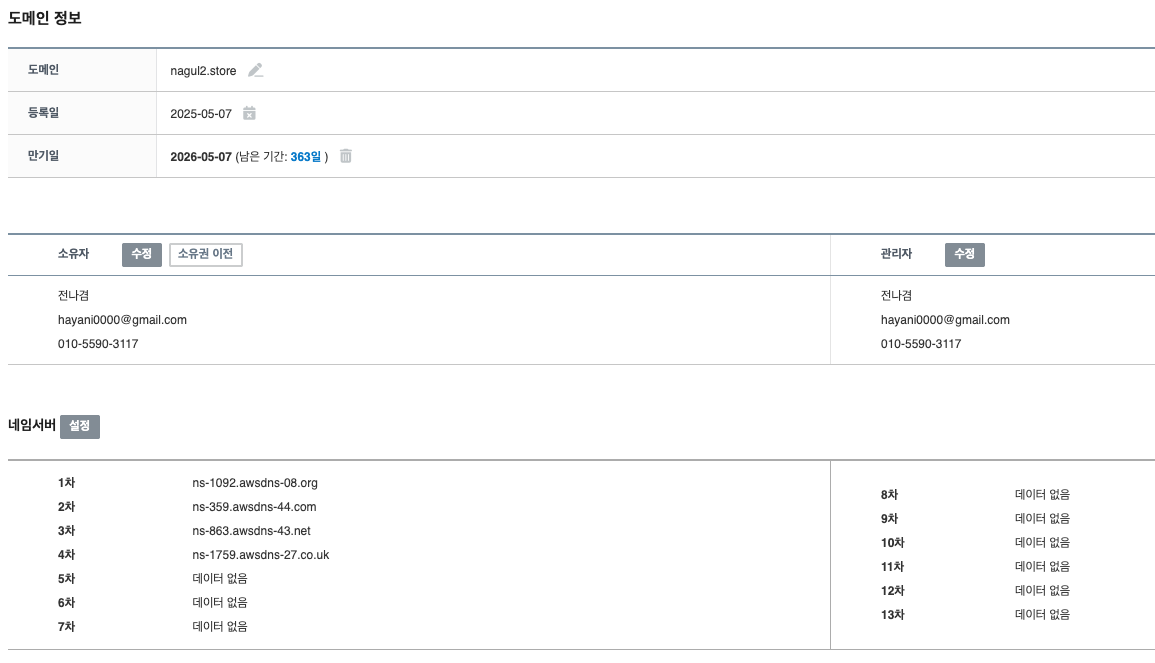 도메인 정보
도메인 nagul2.store
등록일 2025-05-07
만기일 2026-05-07 (남은 기간: 363일 )
소유자 수정 소유권 이전
전나겸
hayani0000@gmail.com
010-5590-3117
관리자 수정
전나겸
hayani0000@gmail.com
010-5590-3117
네임서버 설정
1차 ns-1092.awsdns-08.org
2차 ns-359.awsdns-44.com
3차 ns-863.awsdns-43.net
4차 ns-1759.awsdns-27.co.uk
5차 데이터 없음
6차 데이터 없음
7차 데이터 없음
8차 데이터 없음
9차 데이터 없음
10차 데이터 없음
11차 데이터 없음
12차 데이터 없음
13차 데이터 없음